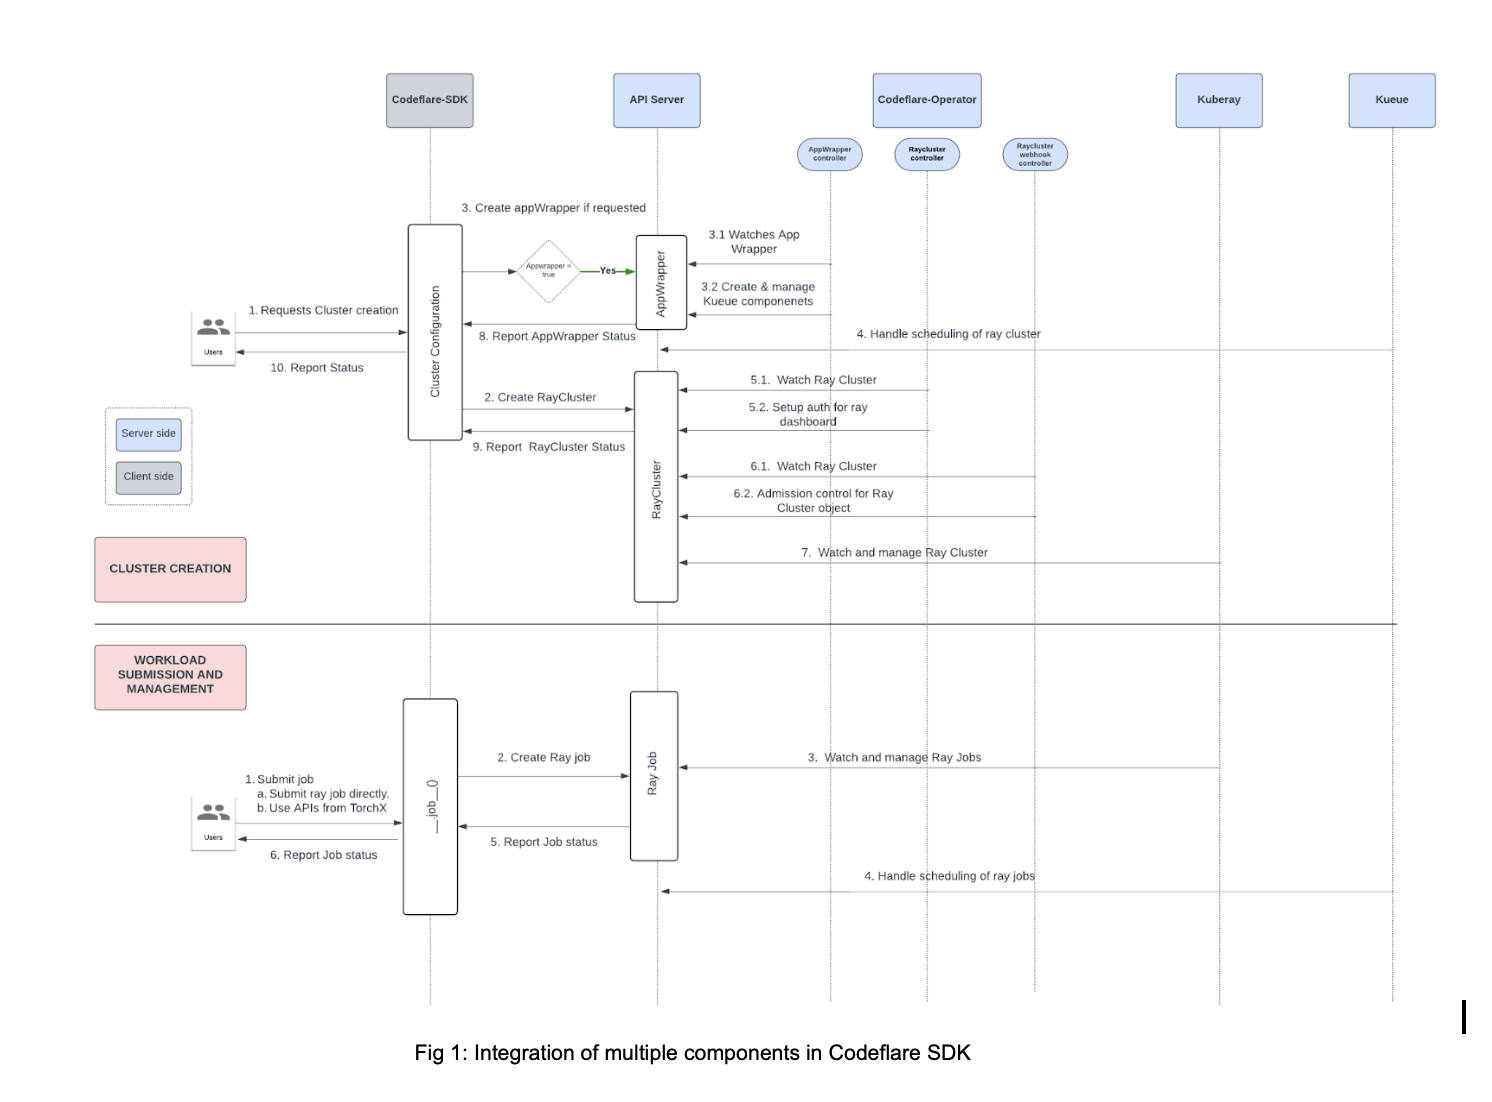 Codeflare-SDK
API Server
Codeflare-Operator
Kuberay
Kueue
AppWrapper
controller
Raycluster
controller
Raycluster
webhook
controller
3. Create appWrapper if requested
3.1 Watches App
Wrapper
Appwrapper =
true
Yes
AppWrapper
3.2 Create & manage
Kueue componenets
1. Requests Cluster creation
Users
10. Report Status
Cluster Configuration
8. Report AppWrapper Status
4. Handle scheduling of ray cluster
5.1. Watch Ray Cluster
2. Create RayCluster
5.2. Setup auth for ray
dashboard
9. Report RayCluster Status
RayCluster
6.1. Watch Ray Cluster
6.2. Admission control for Ray
Cluster object
7. Watch and manage Ray Cluster
Server side
Client side
CLUSTER CREATION
WORKLOAD
SUBMISSION AND
MANAGEMENT
2. Create Ray job
3. Watch and manage Ray Jobs
Ray Job
__.job__()
1. Submit job
a. Submit ray job directly.
b. Use APIs from TorchX
Users
6. Report Job status
5. Report Job status
4. Handle scheduling of ray jobs
Fig 1: Integration of multiple components in Codeflare SDK